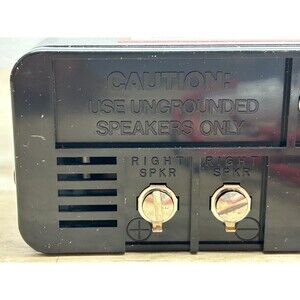 CAUTION:
USE UNGROUNDED
SPEAKERS ONLY
RIGHT RIGHT
SPKR SPKR
+ −